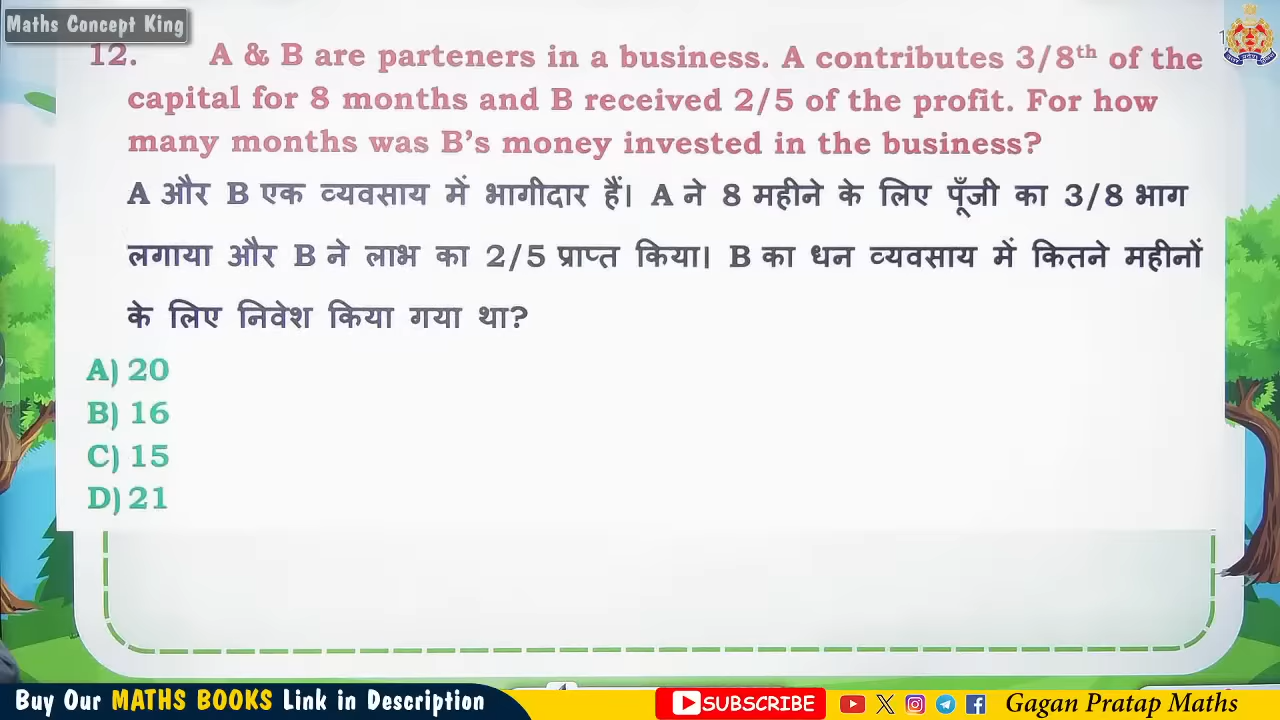 Maths Concept King
12. A & B are parteners in a business. A contributes 3/8th of the
capital for 8 months and B received 2/5 of the profit. For how
many months was B's money invested in the business?
A और B एक व्यवसाय में भागीदार हैं। A ने 8 महीने के लिए पूँजी का 3/8 भाग
लगाया और B ने लाभ का 2/5 प्राप्त किया। B का धन व्यवसाय में कितने महीनों
के लिए निवेश किया गया था?
A) 20
B) 16
C) 15
D) 21
Buy Our MATHS BOOKS Link in Description
SUBSCRIBE
Gagan Pratap Maths